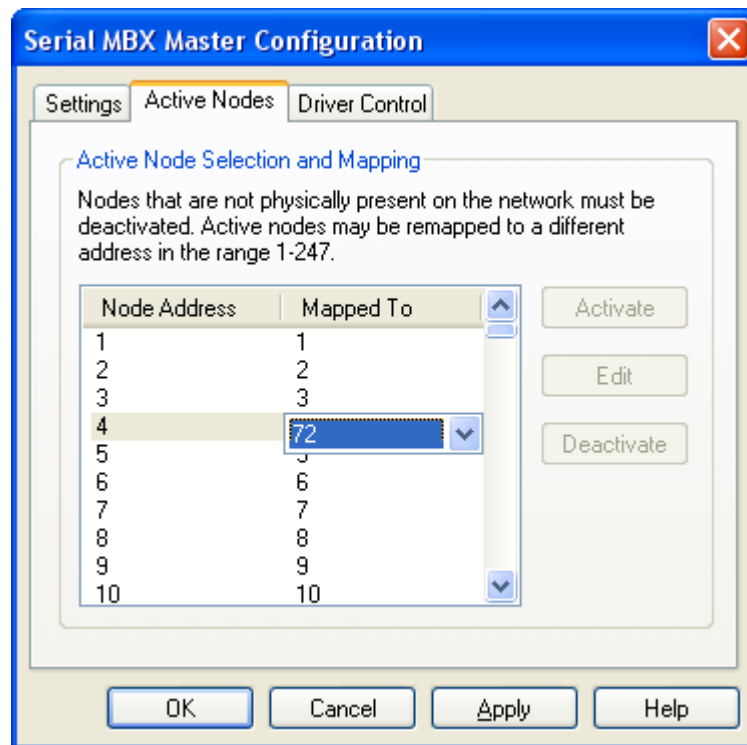 Serial MBX Master Configuration
Settings Active Nodes Driver Control
Active Node Selection and Mapping
Nodes that are not physically present on the network must be
deactivated. Active nodes may be remapped to a different
address in the range 1-247.
Node Address Mapped To
1 1
2 2
3 3
4 72
5 5
6 6
7 7
8 8
9 9
10 10
Activate
Edit
Deactivate
OK Cancel Apply Help